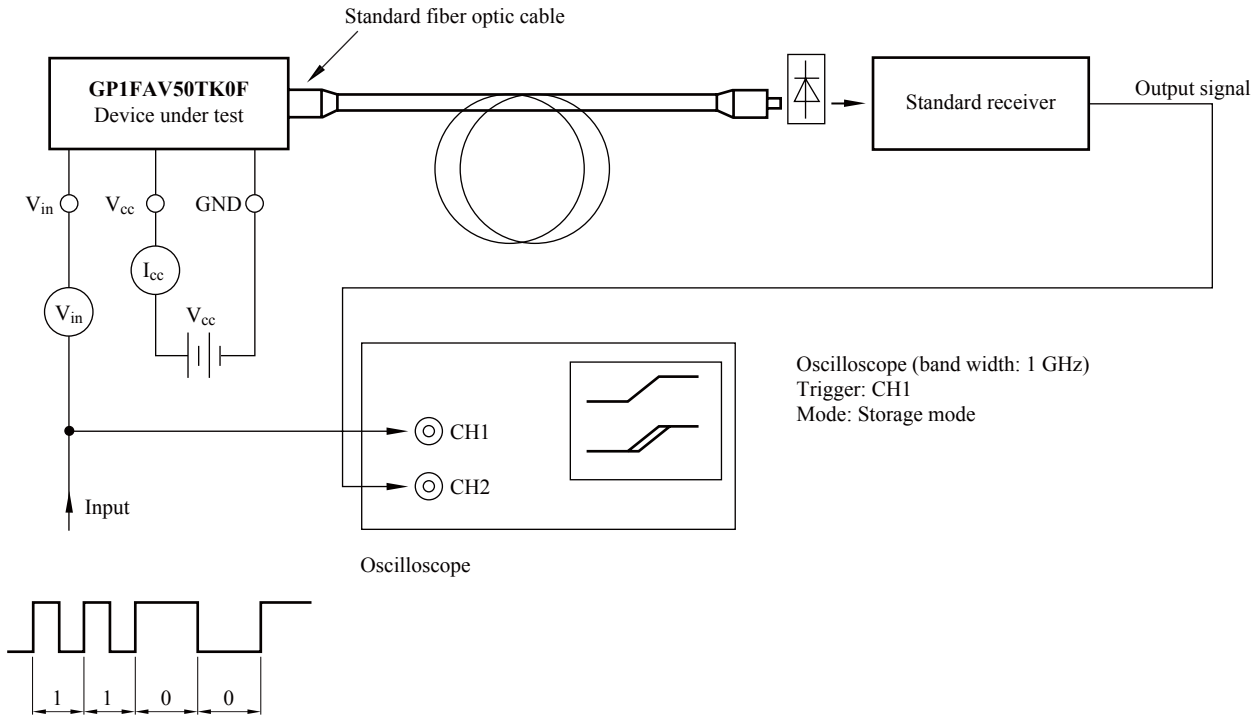 Standard fiber optic cable
GP1FAV50TK0F
Device under test
Standard receiver
Output signal
Vin
Vcc
GND
Icc
Vin
Vcc
Oscilloscope (band width: 1 GHz)
Trigger: CH1
Mode: Storage mode
CH1
CH2
Input
Oscilloscope
1 1 0 0